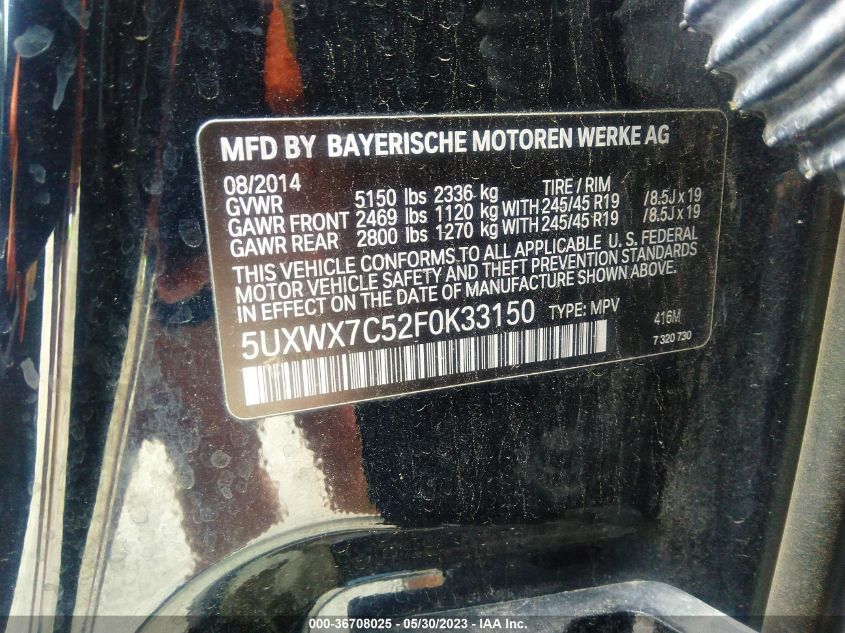 MFD BY BAYERISCHE MOTOREN WERKE AG
08/2014 TIRE / RIM
GVWR 5150 lbs 2336 kg
GAWR FRONT 2469 lbs 1120 kg WITH 245/45 R19 /8.5J x 19
GAWR REAR 2800 lbs 1270 kg WITH 245/45 R19 /8.5J x 19
THIS VEHICLE CONFORMS TO ALL APPLICABLE U. S. FEDERAL
MOTOR VEHICLE SAFETY AND THEFT PREVENTION STANDARDS
IN EFFECT ON THE DATE OF MANUFACTURE SHOWN ABOVE.
5UXWX7C52F0K33150 TYPE: MPV 416M
7 320 730
000-36708025 - 05/30/2023 - IAA Inc.